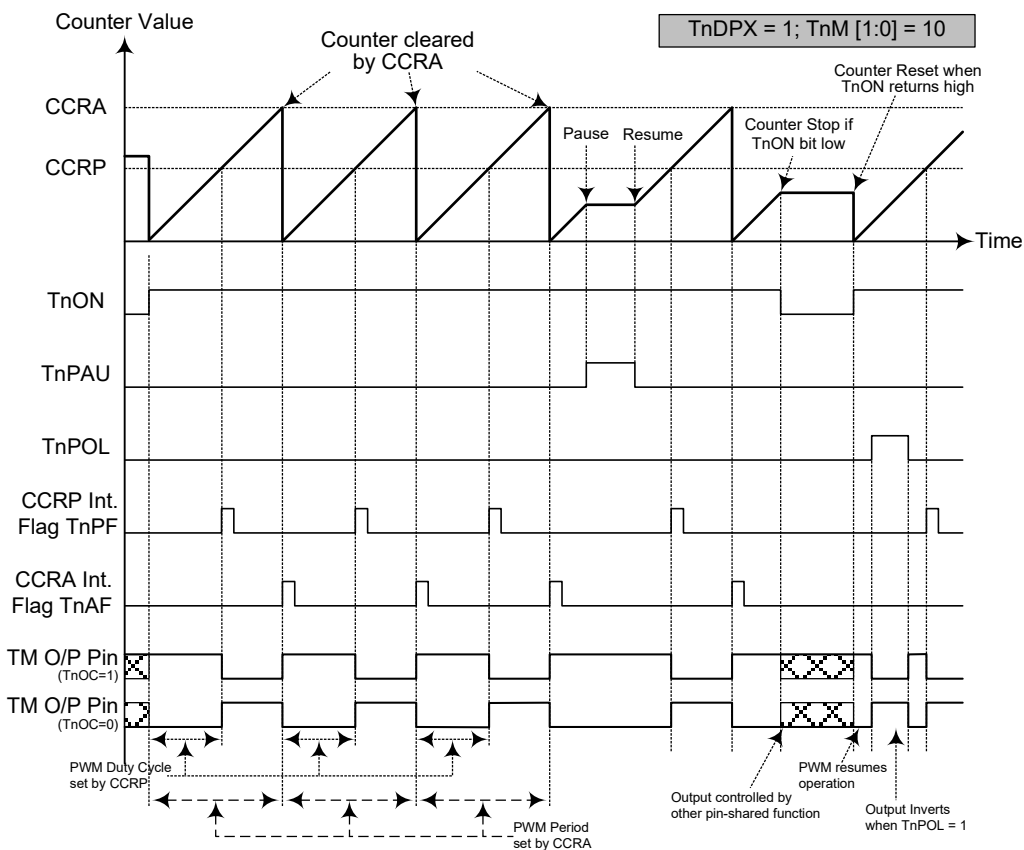 Counter Value
TnDPX = 1; TnM [1:0] = 10
Counter cleared
by CCRA
Counter Reset when
TnON returns high
CCRA
Pause
Resume
Counter Stop if
TnON bit low
CCRP
Time
TnON
TnPAU
TnPOL
CCRP Int.
Flag TnPF
CCRA Int.
Flag TnAF
TM O/P Pin
(TnOC=1)
TM O/P Pin
(TnOC=0)
PWM Duty Cycle
set by CCRP
PWM resumes
operation
Output controlled by
other pin-shared function
Output Inverts
when TnPOL = 1
PWM Period
set by CCRA